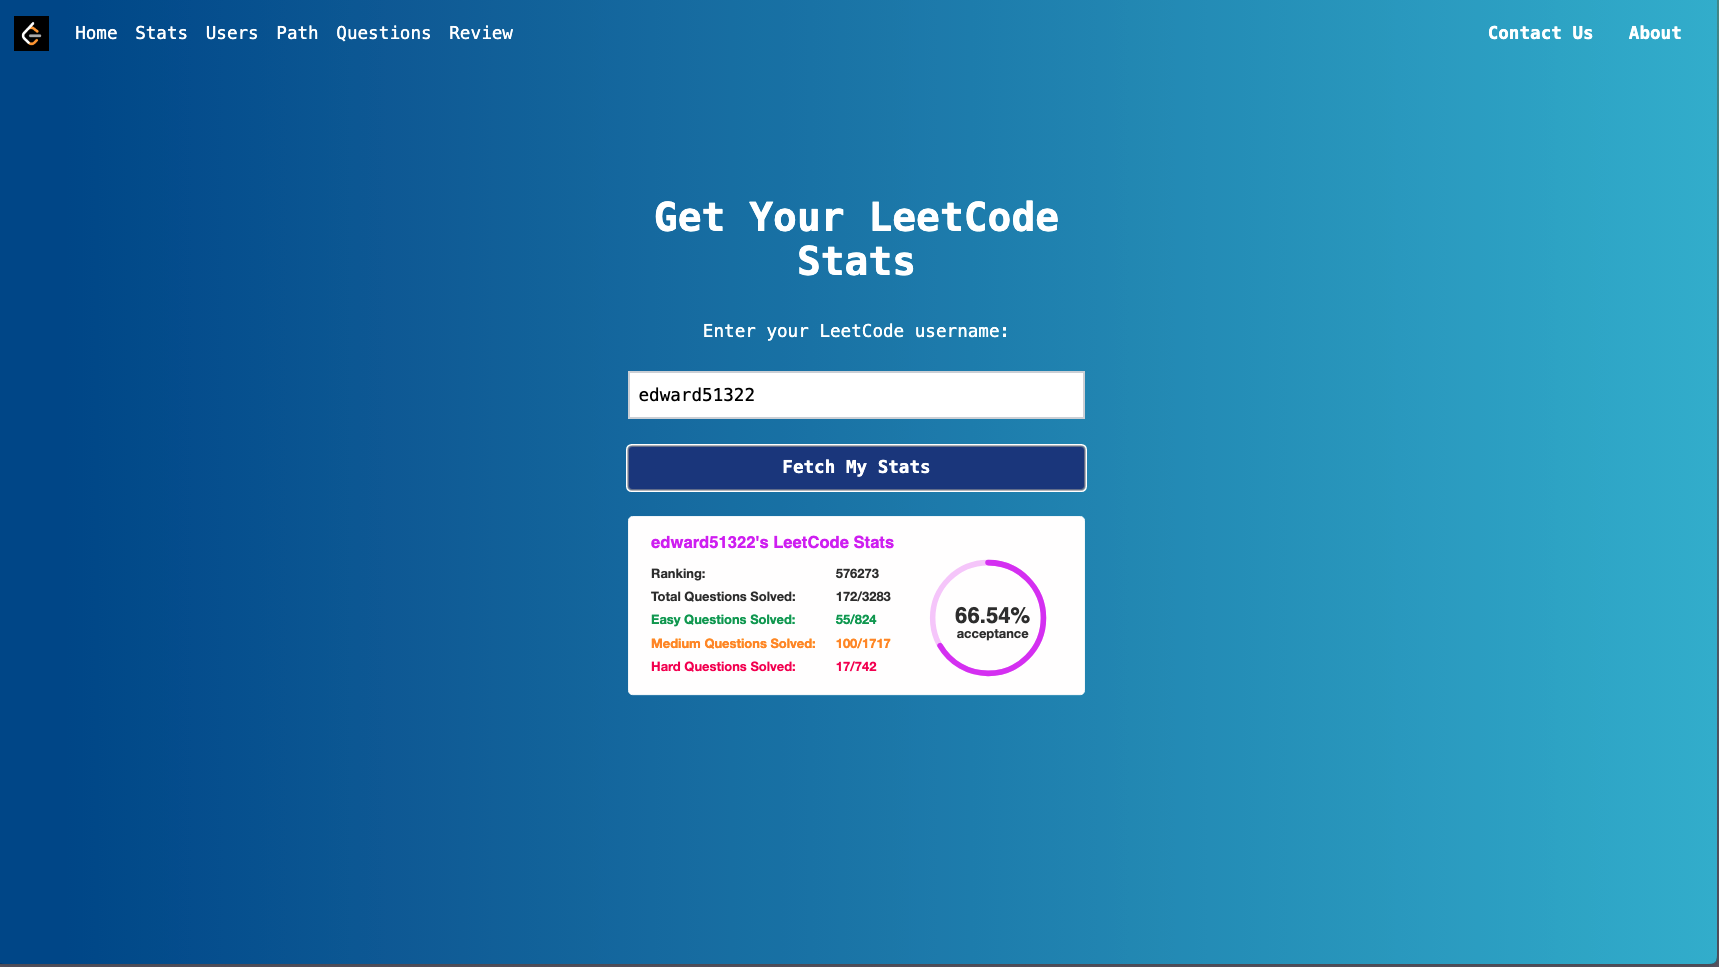 Home Stats Users Path Questions Review Contact Us About
Get Your LeetCode
Stats
Enter your LeetCode username:
edward51322
Fetch My Stats
edward51322's LeetCode Stats
Ranking: 576273
Total Questions Solved: 172/3283
Easy Questions Solved: 55/824
Medium Questions Solved: 100/1717
Hard Questions Solved: 17/742
66.54%
acceptance